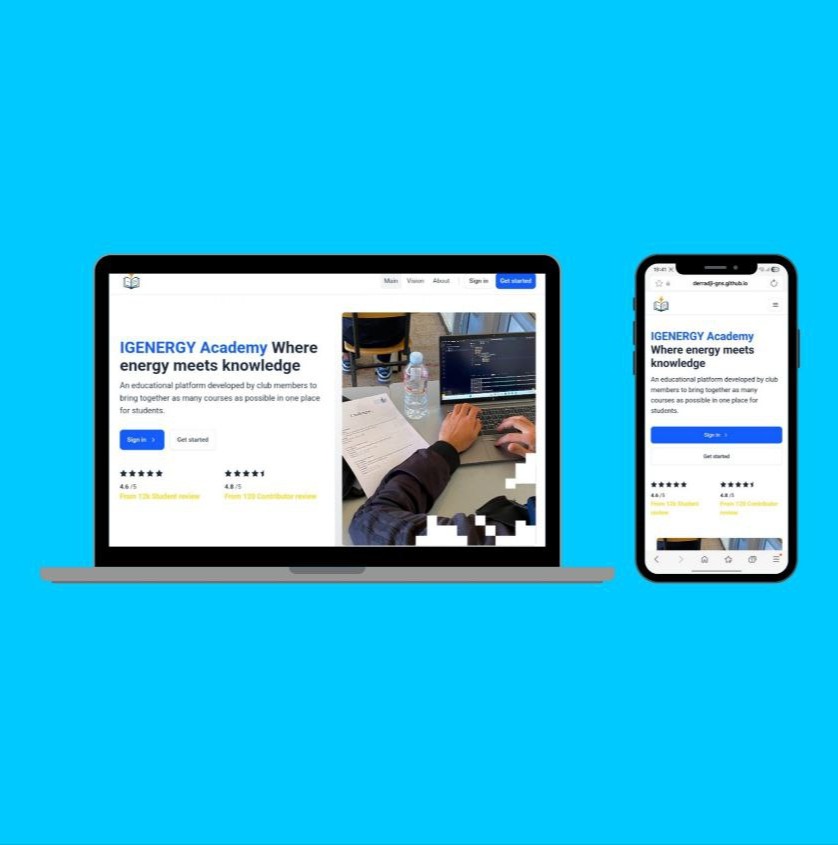 Main Vision About Sign in Get started
IGENERGY Academy Where
energy meets knowledge
An educational platform developed by club members to
bring together as many courses as possible in one place
for students.
Sign in > Get started
4.6 /5 4.8 /5
From 12k Student review From 120 Contributor review
10:41
derradji-gns.github.io
IGENERGY Academy
Where energy meets
knowledge
An educational platform developed by club
members to bring together as many
courses as possible in one place for
students.
Sign in >
Get started
4.6 /5 4.8 /5
From 12k Student From 120 Contributor
review review